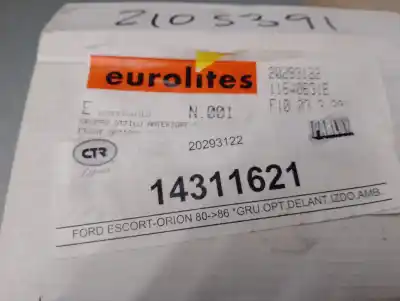 2105391
eurolites
20293122
E
N.001
20293122
CTR
14311621
FORD ESCORT-ORION 80->86 *GRU OPT.DELANT.IZDO.AMB.